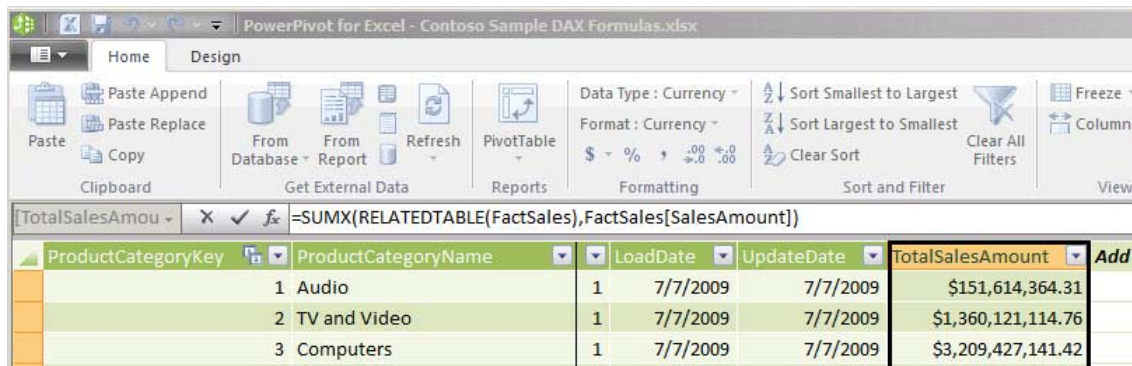 PowerPivot for Excel - Contoso Sample DAX Formulas.xlsx
Home Design
Paste Paste Append Paste Replace Copy
From Database From Report Refresh
PivotTable
Data Type : Currency
Format : Currency
$ % , .00 →.0 ←.0 .00
Sort Smallest to Largest
Sort Largest to Smallest
Clear Sort
Clear All Filters
Freeze
Column
Clipboard Get External Data Reports Formatting Sort and Filter View
[TotalSalesAmou fx =SUMX(RELATEDTABLE(FactSales),FactSales[SalesAmount])
ProductCategoryKey ProductCategoryName LoadDate UpdateDate TotalSalesAmount Add
1 Audio 1 7/7/2009 7/7/2009 $151,614,364.31
2 TV and Video 1 7/7/2009 7/7/2009 $1,360,121,114.76
3 Computers 1 7/7/2009 7/7/2009 $3,209,427,141.42